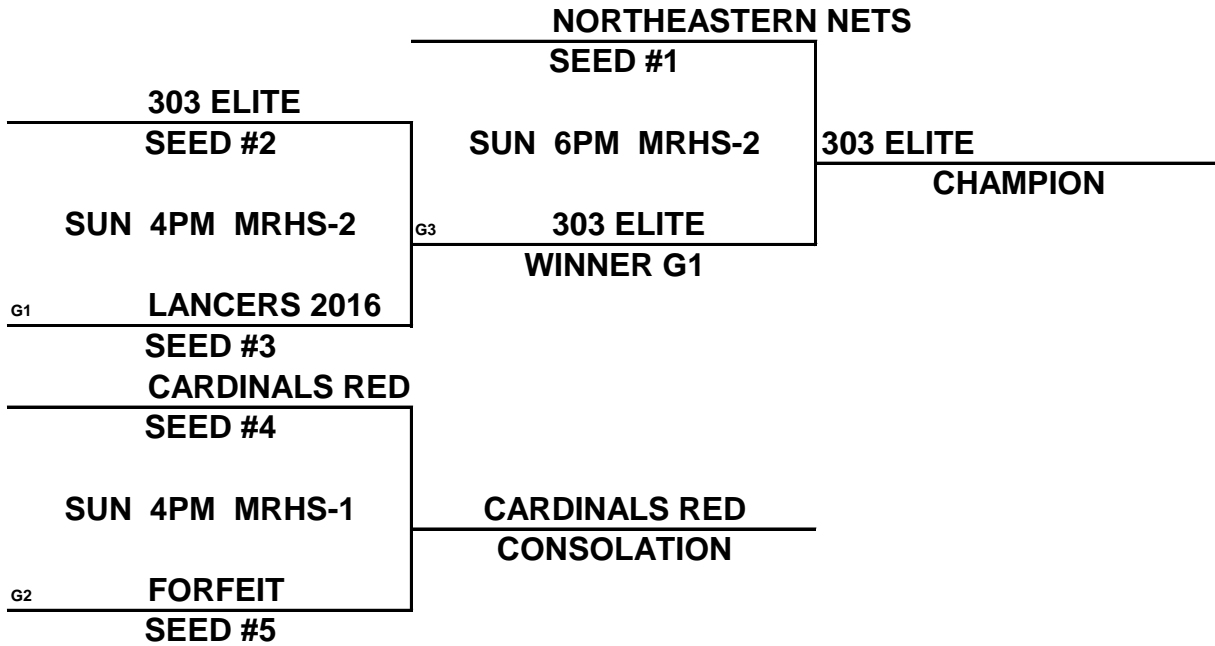 NORTHEASTERN NETS
SEED #1
303 ELITE
SEED #2
SUN 6PM MRHS-2
303 ELITE
CHAMPION
SUN 4PM MRHS-2
G3
303 ELITE
WINNER G1
G1
LANCERS 2016
SEED #3
CARDINALS RED
SEED #4
SUN 4PM MRHS-1
CARDINALS RED
CONSOLATION
G2
FORFEIT
SEED #5